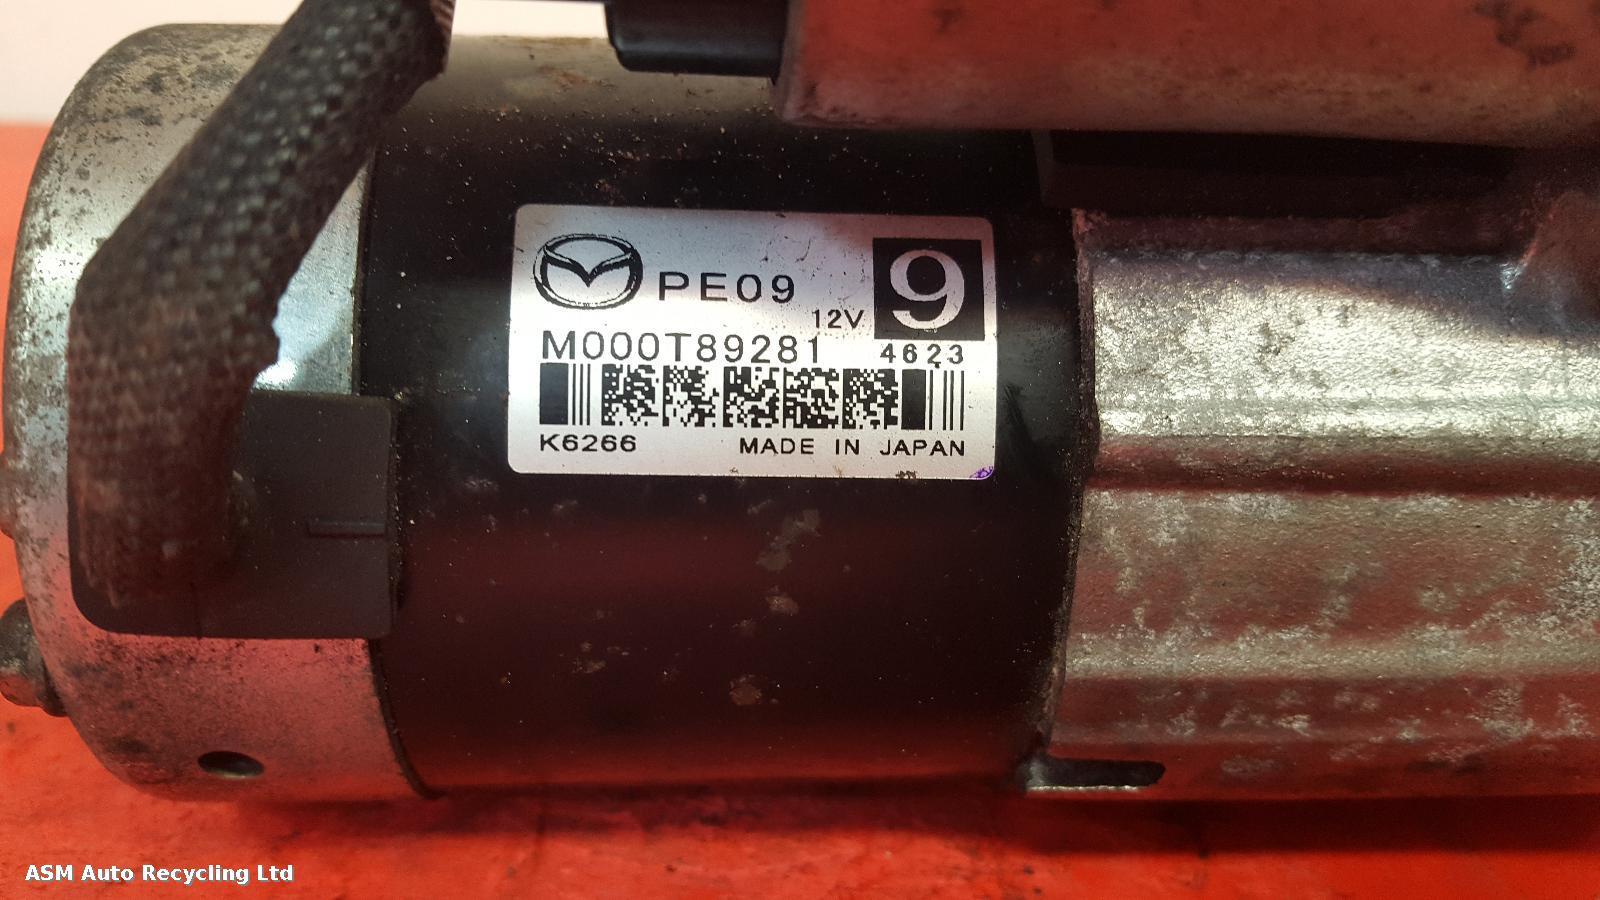 PE09
9
12V
M000T89281
4623
K6266 MADE IN JAPAN
ASM Auto Recycling Ltd